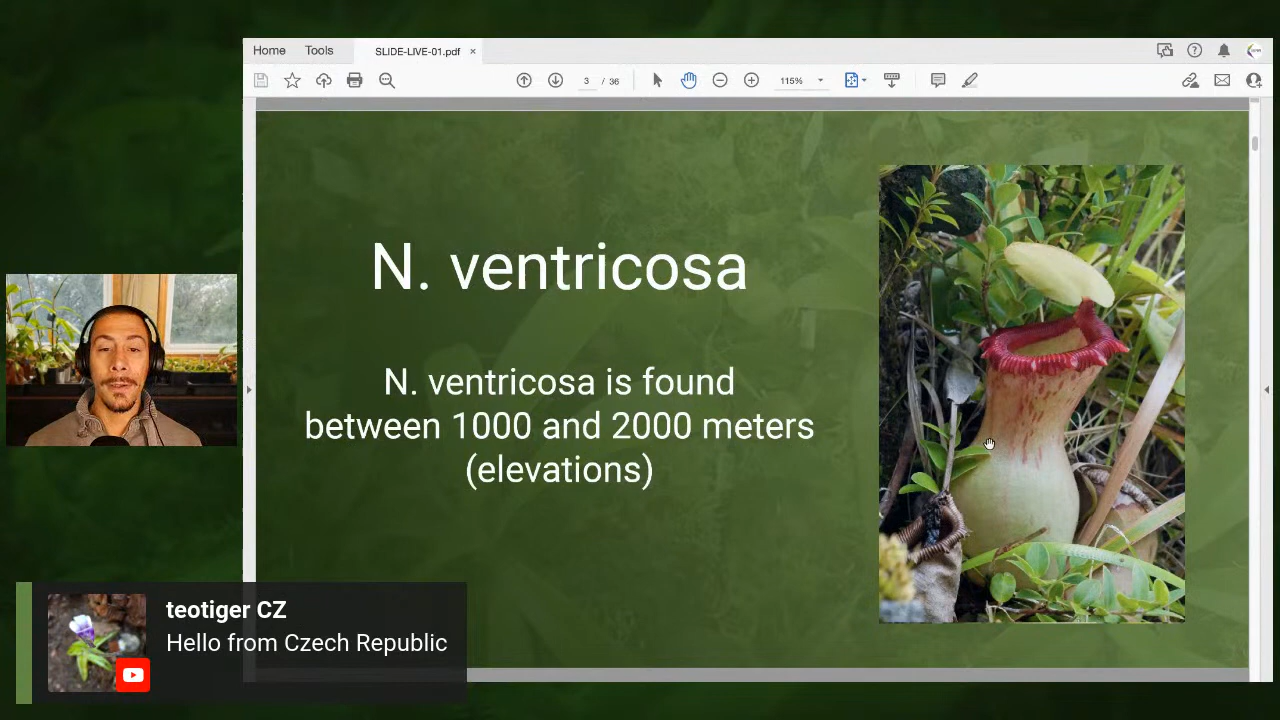 Home Tools SLIDE-LIVE-01.pdf ×
3 / 36 115%
N. ventricosa
N. ventricosa is found
between 1000 and 2000 meters
(elevations)
teotiger CZ
Hello from Czech Republic